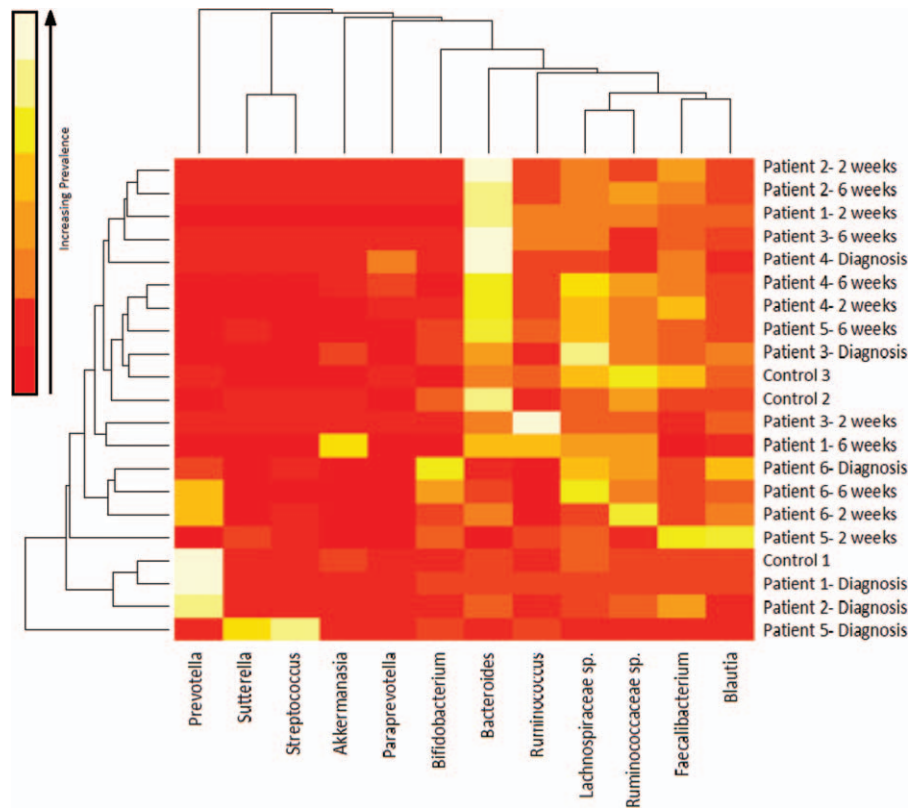 Increasing Prevalence
Patient 2- 2 weeks
Patient 2- 6 weeks
Patient 1- 2 weeks
Patient 3- 6 weeks
Patient 4- Diagnosis
Patient 4- 6 weeks
Patient 4- 2 weeks
Patient 5- 6 weeks
Patient 3- Diagnosis
Control 3
Control 2
Patient 3- 2 weeks
Patient 1- 6 weeks
Patient 6- Diagnosis
Patient 6- 6 weeks
Patient 6- 2 weeks
Patient 5- 2 weeks
Control 1
Patient 1- Diagnosis
Patient 2- Diagnosis
Patient 5- Diagnosis
Prevotella
Sutterella
Streptococcus
Akkermanasia
Paraprevotella
Bifidobacterium
Bacteroides
Ruminococcus
Lachnospiraceae sp.
Ruminococcaceae sp.
Faecalibacterium
Blautia